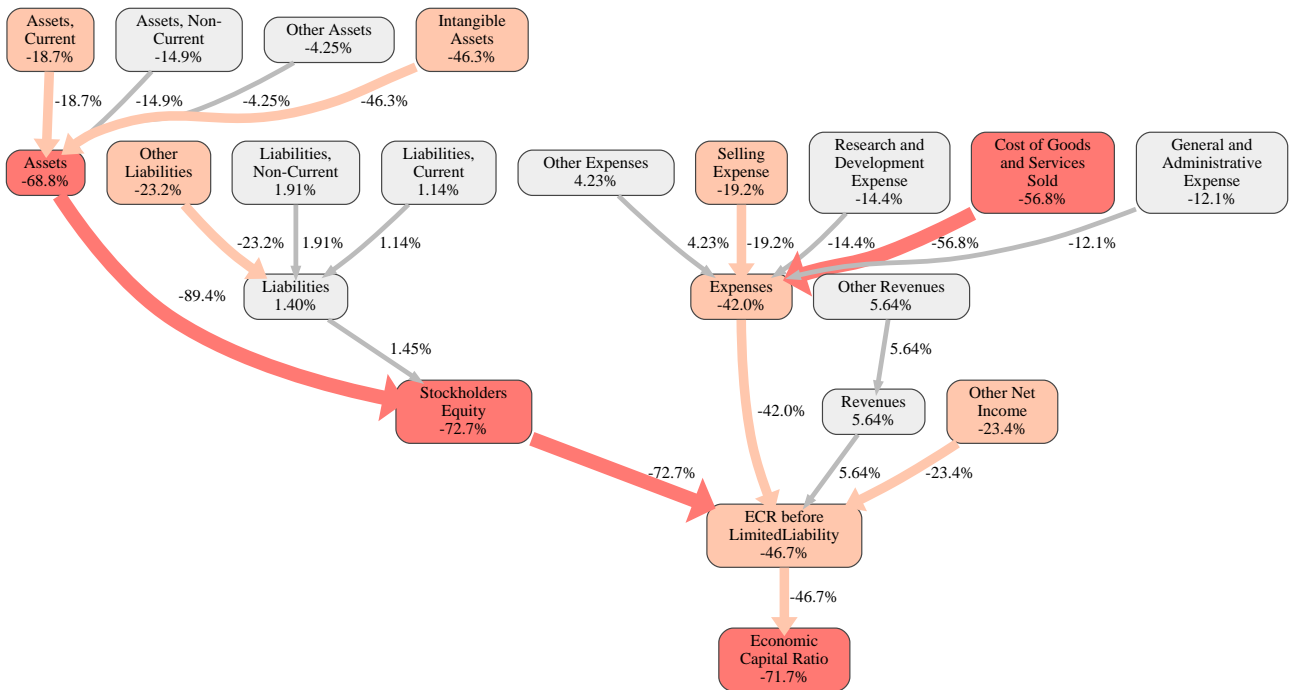 Assets,
Current
-18.7%
Assets, Non-
Current
-14.9%
Other Assets
-4.25%
Intangible
Assets
-46.3%
-18.7%
-14.9%
-4.25%
-46.3%
Assets
-68.8%
Other
Liabilities
-23.2%
Liabilities,
Non-Current
1.91%
Liabilities,
Current
1.14%
Other Expenses
4.23%
Selling
Expense
-19.2%
Research and
Development
Expense
-14.4%
Cost of Goods
and Services
Sold
-56.8%
General and
Administrative
Expense
-12.1%
-23.2%
1.91%
1.14%
4.23%
-19.2%
-14.4%
-56.8%
-12.1%
-89.4%
Liabilities
1.40%
Expenses
-42.0%
Other Revenues
5.64%
1.45%
5.64%
Stockholders
Equity
-72.7%
-42.0%
Revenues
5.64%
Other Net
Income
-23.4%
-72.7%
5.64%
-23.4%
ECR before
LimitedLiability
-46.7%
-46.7%
Economic
Capital Ratio
-71.7%